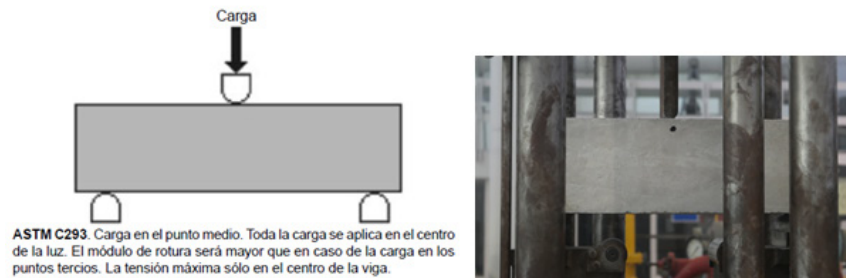 Carga
ASTM C293. Carga en el punto medio. Toda la carga se aplica en el centro
de la luz. El módulo de rotura será mayor que en caso de la carga en los
puntos tercios. La tensión máxima sólo en el centro de la viga.